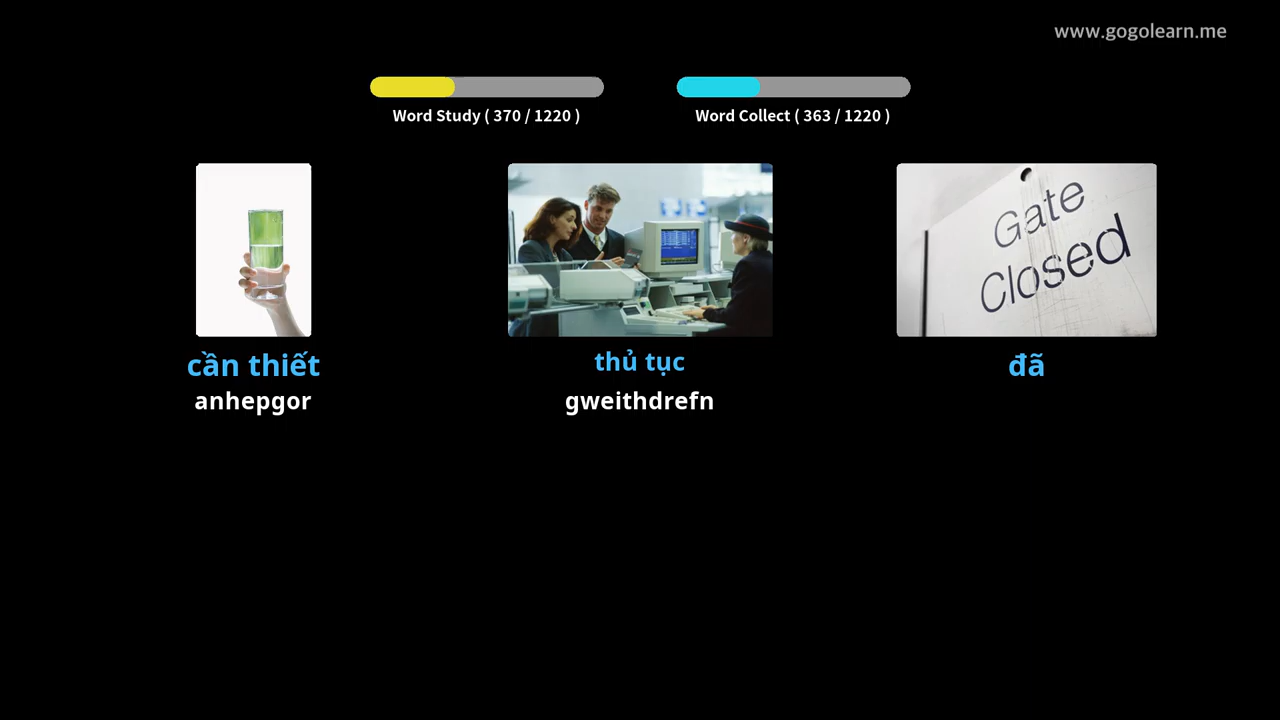 www.gogolearn.me
Word Study ( 370 / 1220 )
Word Collect ( 363 / 1220 )
Gate
Closed
cần thiết
thủ tục
đã
anhepgor
gweithdrefn